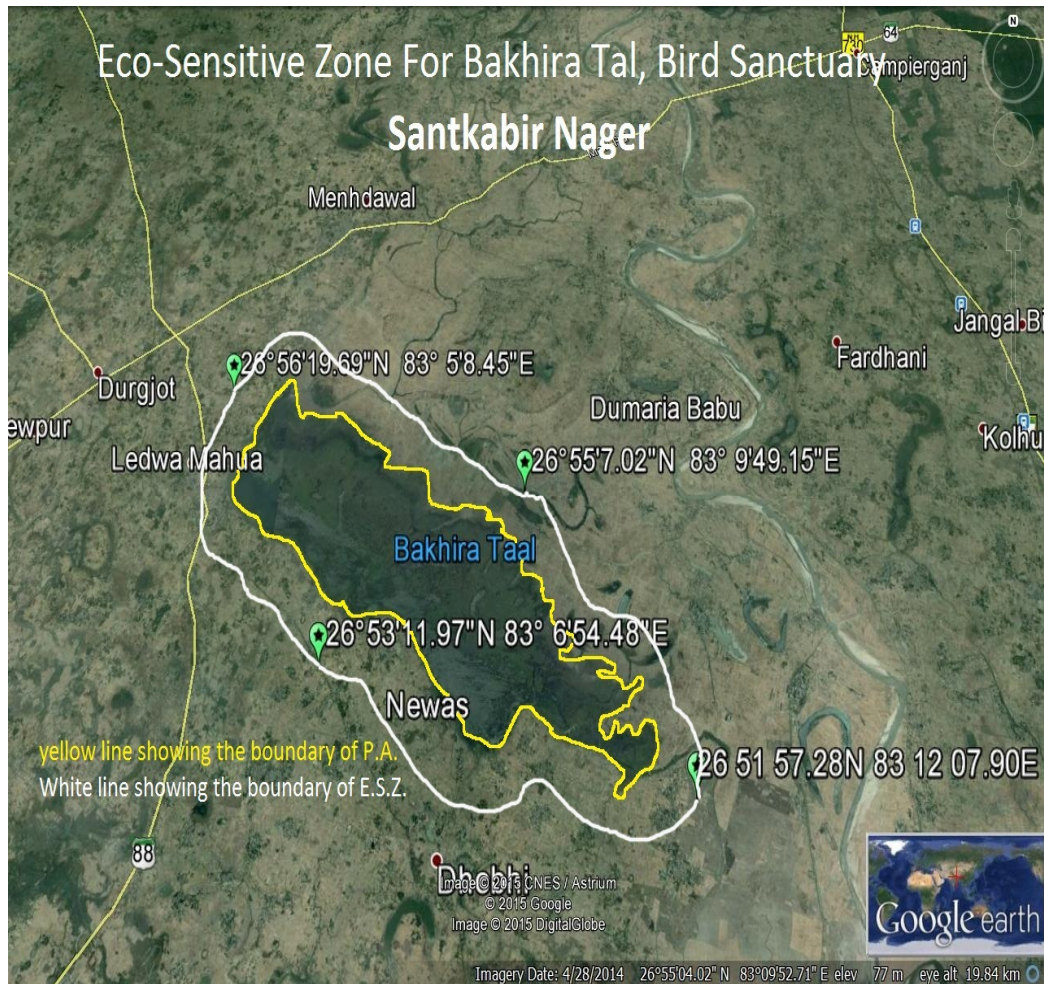 64
730
Campierganj
Eco-Sensitive Zone For Bakhira Tal, Bird Sanctuary
Santkabir Nager
N
Menhdawal
Jangal Bi
Fardhani
26°56'19.69"N 83° 5'8.45"E
Durgjot
Dumaria Babu
ewpur
Kolhu
Ledwa Mahua
26°55'7.02"N 83° 9'49.15"E
Bakhira Taal
26°53'11.97"N 83° 6'54.48"E
Newas
yellow line showing the boundary of P.A.
White line showing the boundary of E.S.Z.
26 51 57.28N 83 12 07.90E
88
Dhobhi
Image © 2015 CNES / Astrium
© 2015 Google
Image © 2015 DigitalGlobe
Google earth
Imagery Date: 4/28/2014 26°55'04.02" N 83°09'52.71" E elev 77 m eye alt 19.84 km